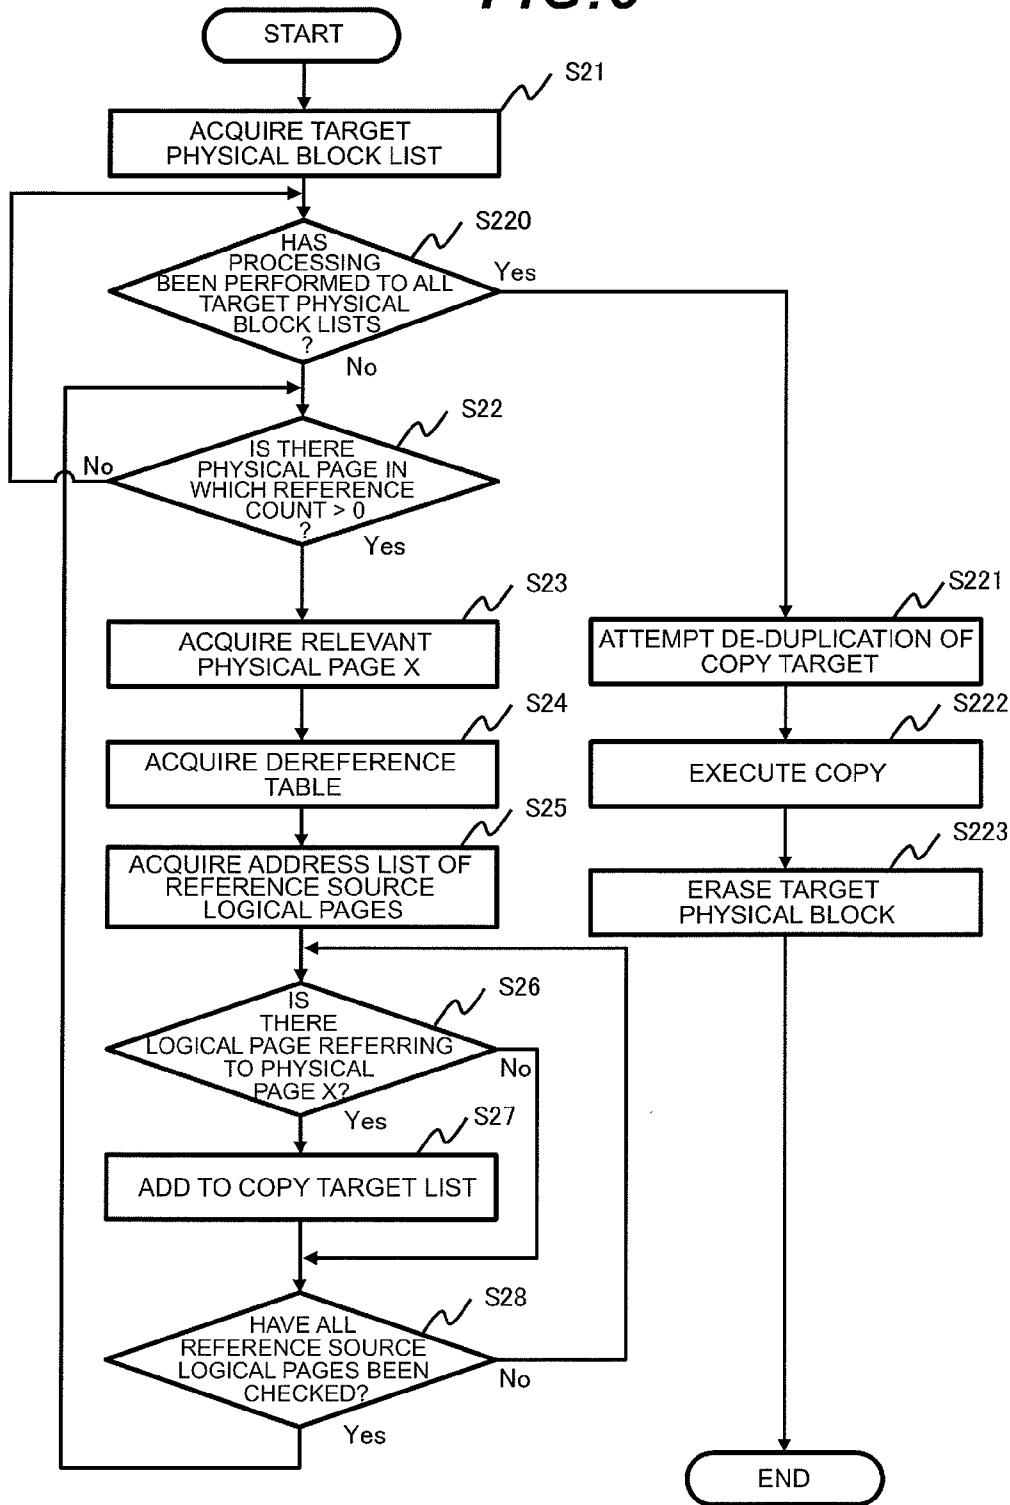 START
S21
ACQUIRE TARGET
PHYSICAL BLOCK LIST
S220
HAS
PROCESSING
BEEN PERFORMED TO ALL
TARGET PHYSICAL
BLOCK LISTS
?
Yes
No
S22
IS THERE
PHYSICAL PAGE IN
WHICH REFERENCE
COUNT > 0
?
No
Yes
S23
ACQUIRE RELEVANT
PHYSICAL PAGE X
S24
ACQUIRE DEREFERENCE
TABLE
S25
ACQUIRE ADDRESS LIST OF
REFERENCE SOURCE
LOGICAL PAGES
S26
IS
THERE
LOGICAL PAGE REFERRING
TO PHYSICAL
PAGE X?
No
Yes
S27
ADD TO COPY TARGET LIST
S28
HAVE ALL
REFERENCE SOURCE
LOGICAL PAGES BEEN
CHECKED?
No
Yes
S221
ATTEMPT DE-DUPLICATION OF
COPY TARGET
S222
EXECUTE COPY
S223
ERASE TARGET
PHYSICAL BLOCK
END